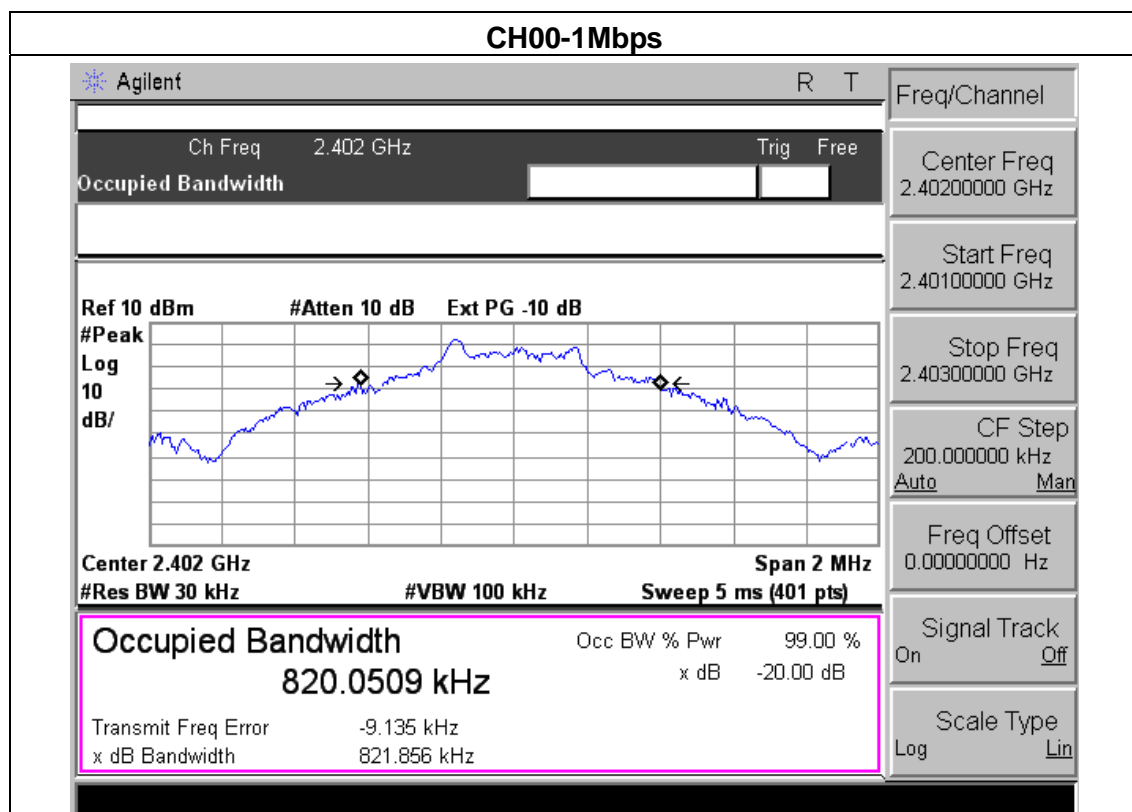 CH00-1Mbps
Agilent R T
Ch Freq 2.402 GHz Trig Free
Occupied Bandwidth
Ref 10 dBm #Atten 10 dB Ext PG -10 dB
#Peak
Log
10
dB/
Center 2.402 GHz Span 2 MHz
#Res BW 30 kHz #VBW 100 kHz Sweep 5 ms (401 pts)
Occupied Bandwidth Occ BW % Pwr 99.00 %
820.0509 kHz x dB -20.00 dB
Transmit Freq Error -9.135 kHz
x dB Bandwidth 821.856 kHz
Freq/Channel
Center Freq
2.40200000 GHz
Start Freq
2.40100000 GHz
Stop Freq
2.40300000 GHz
CF Step
200.000000 kHz
Auto Man
Freq Offset
0.00000000 Hz
Signal Track
On Off
Scale Type
Log Lin